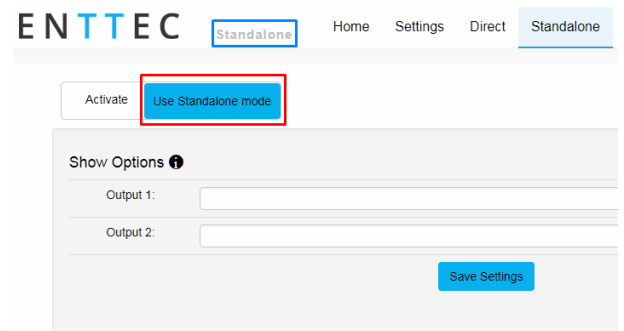 ENTTEC Standalone Home Settings Direct Standalone
Activate Use Standalone mode
Show Options
Output 1:
Output 2:
Save Settings